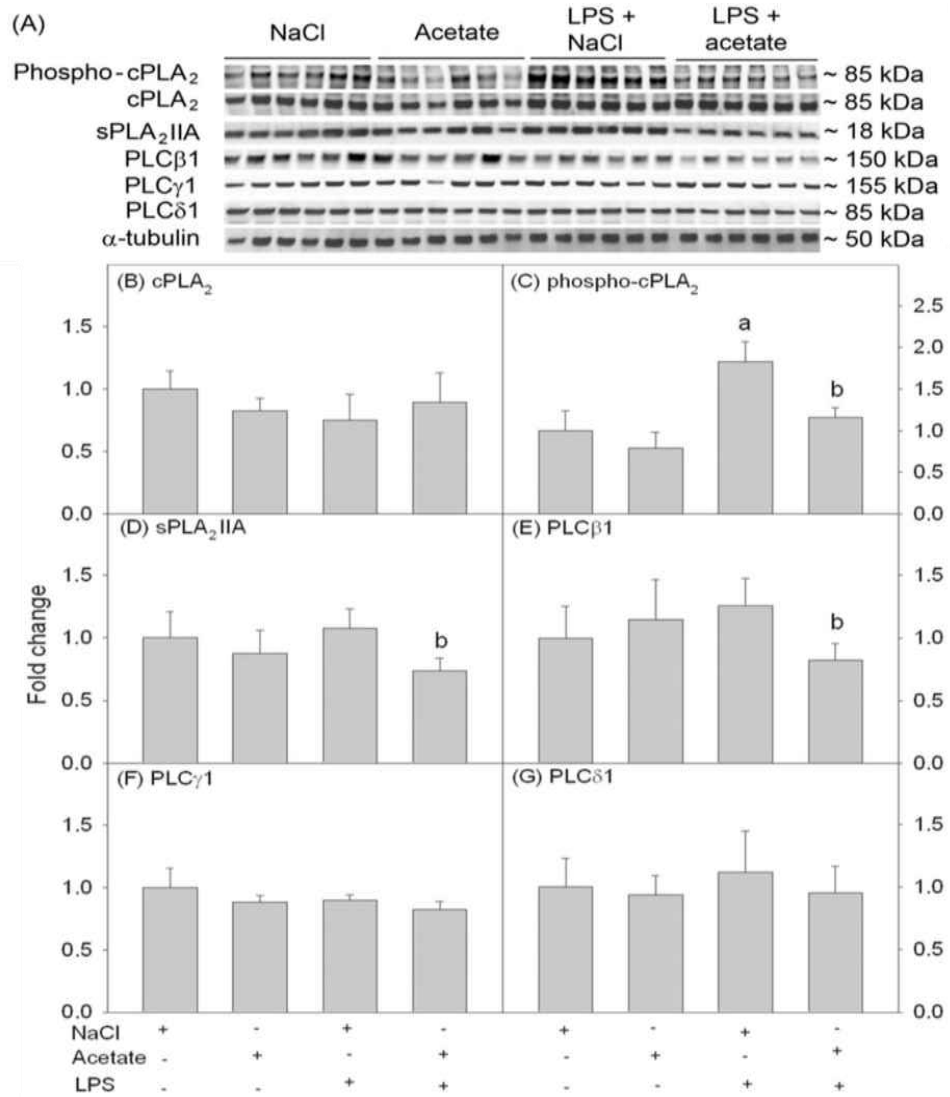 (A)
NaCl Acetate LPS + NaCl LPS + acetate
Phospho-cPLA₂ ~ 85 kDa
cPLA₂ ~ 85 kDa
sPLA₂IIA ~ 18 kDa
PLCβ1 ~ 150 kDa
PLCγ1 ~ 155 kDa
PLCδ1 ~ 85 kDa
α-tubulin ~ 50 kDa
(B) cPLA₂ (C) phospho-cPLA₂
2.5
1.5 a 2.0
1.0 b 1.5
1.0
0.5 0.5
0.0 0.0
(D) sPLA₂IIA (E) PLCβ1
1.5 1.5
b b
1.0 1.0
0.5 0.5
0.0 0.0
Fold change
(F) PLCγ1 (G) PLCδ1
1.5 1.5
1.0 1.0
0.5 0.5
0.0 0.0
NaCl + - + - + - + -
Acetate - + - + - + - +
LPS - - + + - - + +